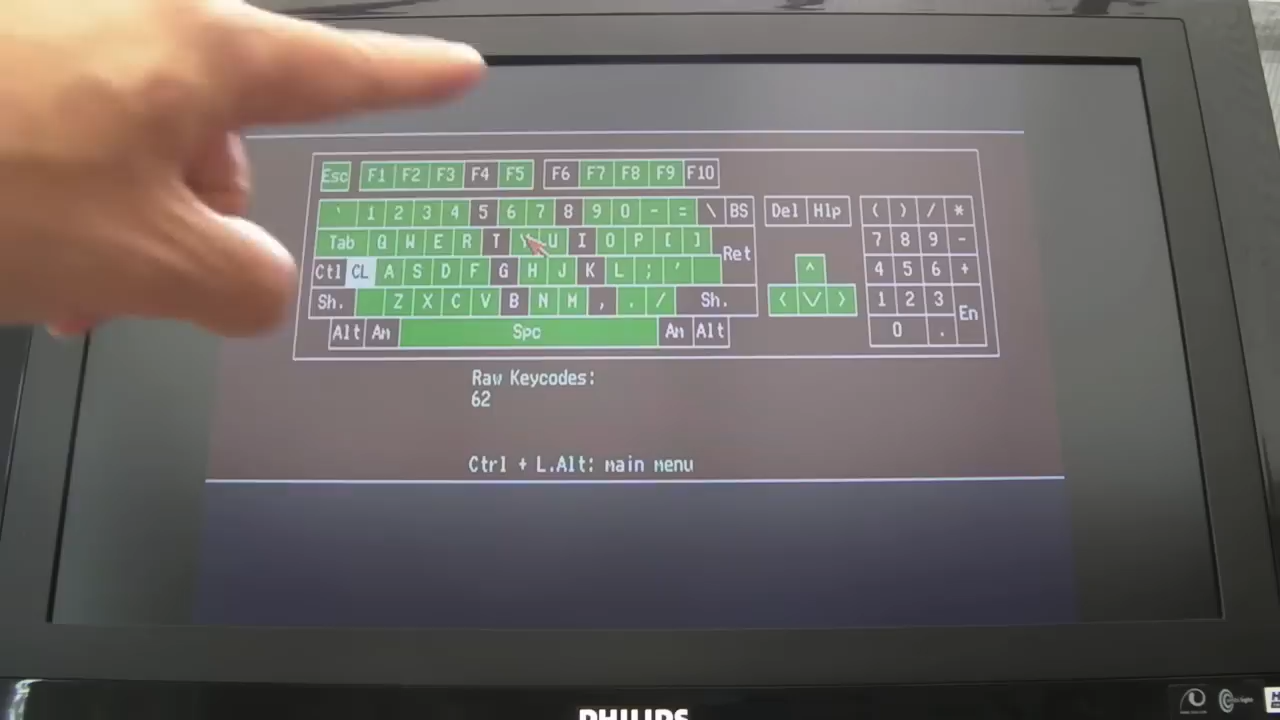 Esc F1 F2 F3 F4 F5 F6 F7 F8 F9 F10
` 1 2 3 4 5 6 7 8 9 0 - = \ BS Del Hlp ( ) / *
Tab Q W E R T U I O P [ ] Ret 7 8 9 -
Ctl CL A S D F G H J K L ; ' ^ 4 5 6 +
Sh. Z X C V B N M , . / Sh. < \/ > 1 2 3 En
Alt Am Spc Am Alt 0 .
Raw Keycodes:
62
Ctrl + L.Alt: main menu
PHILIPS